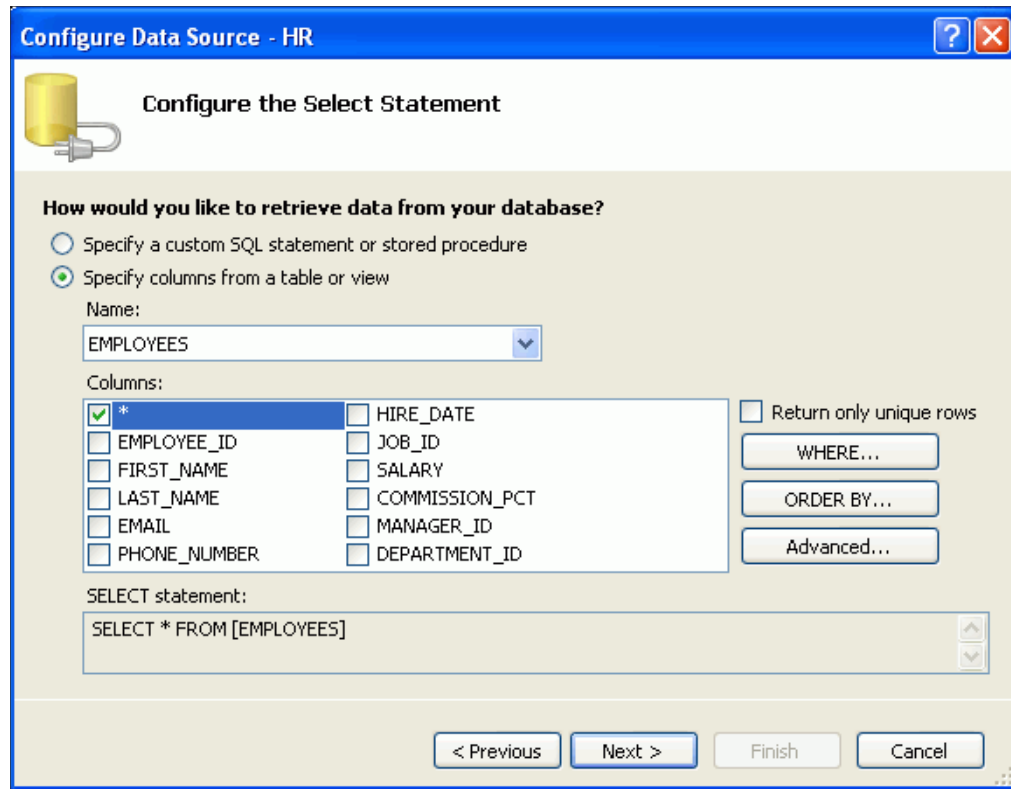 Configure Data Source - HR
Configure the Select Statement
How would you like to retrieve data from your database?
Specify a custom SQL statement or stored procedure
Specify columns from a table or view
Name:
EMPLOYEES
Columns:
*
EMPLOYEE_ID
FIRST_NAME
LAST_NAME
EMAIL
PHONE_NUMBER
HIRE_DATE
JOB_ID
SALARY
COMMISSION_PCT
MANAGER_ID
DEPARTMENT_ID
Return only unique rows
WHERE...
ORDER BY...
Advanced...
SELECT statement:
SELECT * FROM [EMPLOYEES]
< Previous
Next >
Finish
Cancel